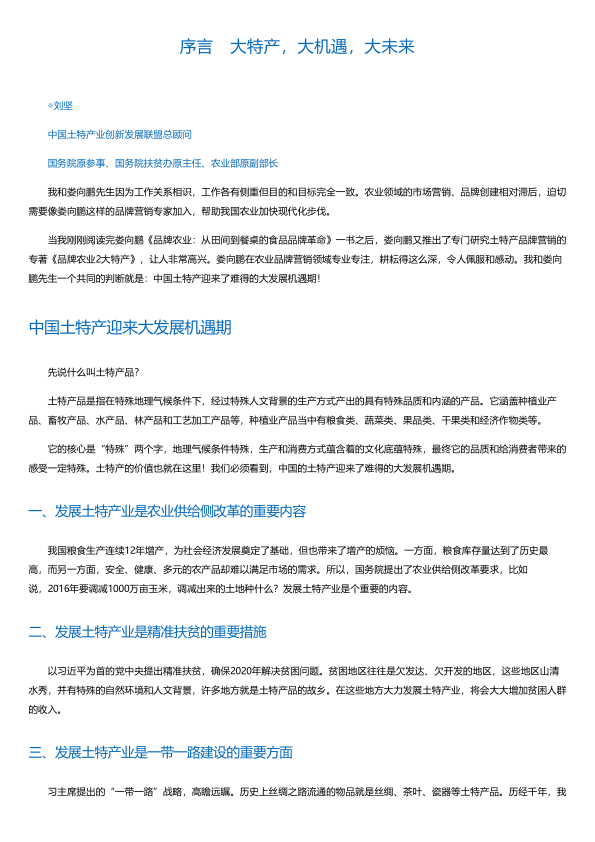 序言　大特产，大机遇，大未来
◎刘坚
中国土特产业创新发展联盟总顾问
国务院原参事、国务院扶贫办原主任、农业部原副部长
我和娄向鹏先生因为工作关系相识，工作各有侧重但目的和目标完全一致。农业领域的市场营销、品牌创建相对滞后，迫切
需要像娄向鹏这样的品牌营销专家加入，帮助我国农业加快现代化步伐。
当我刚刚阅读完娄向鹏《品牌农业：从田间到餐桌的食品品牌革命》一书之后，娄向鹏又推出了专门研究土特产品牌营销的
专著《品牌农业2大特产》，让人非常高兴。娄向鹏在农业品牌营销领域专业专注，耕耘得这么深，令人佩服和感动。我和娄向
鹏先生一个共同的判断就是：中国土特产迎来了难得的大发展机遇期！
中国土特产迎来大发展机遇期
先说什么叫土特产品？
土特产品是指在特殊地理气候条件下，经过特殊人文背景的生产方式产出的具有特殊品质和内涵的产品。它涵盖种植业产
品、畜牧产品、水产品、林产品和工艺加工产品等，种植业产品当中有粮食类、蔬菜类、果品类、干果类和经济作物类等。
它的核心是“特殊”两个字，地理气候条件特殊，生产和消费方式蕴含着的文化底蕴特殊，最终它的品质和给消费者带来的
感受一定特殊。土特产的价值也就在这里！我们必须看到，中国的土特产迎来了难得的大发展机遇期。
一、发展土特产业是农业供给侧改革的重要内容
我国粮食生产连续12年增产，为社会经济发展奠定了基础，但也带来了增产的烦恼。一方面，粮食库存量达到了历史最
高，而另一方面，安全、健康、多元的农产品却难以满足市场的需求。所以，国务院提出了农业供给侧改革要求，比如
说，2016年要调减1000万亩玉米，调减出来的土地种什么？发展土特产业是个重要的内容。
二、发展土特产业是精准扶贫的重要措施
以习近平为首的党中央提出精准扶贫，确保2020年解决贫困问题。贫困地区往往是欠发达、欠开发的地区，这些地区山清
水秀，并有特殊的自然环境和人文背景，许多地方就是土特产品的故乡。在这些地方大力发展土特产业，将会大大增加贫困人群
的收入。
三、发展土特产业是一带一路建设的重要方面
习主席提出的“一带一路”战略，高瞻远瞩。历史上丝绸之路流通的物品就是丝绸、茶叶、瓷器等土特产品。历经千年，我